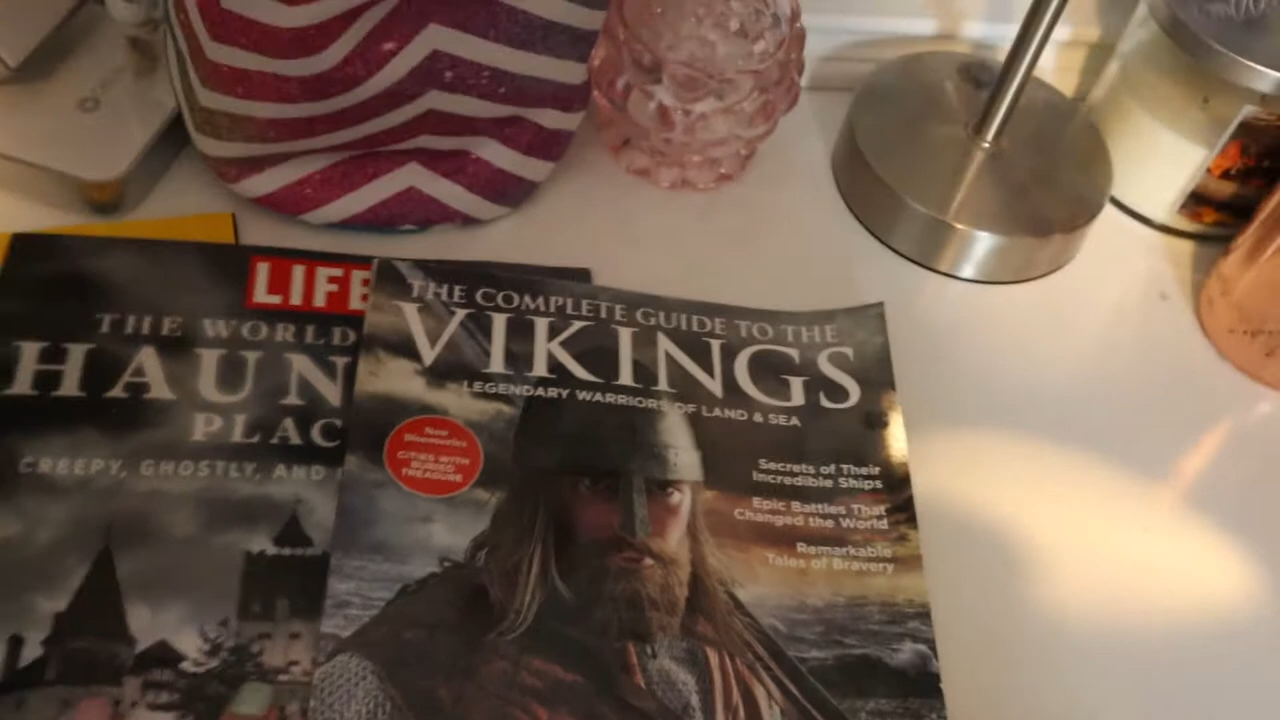 LIFE
THE WORLD
HAUN
PLAC
CREEPY, GHOSTLY, AND
THE COMPLETE GUIDE TO THE
VIKINGS
LEGENDARY WARRIORS OF LAND & SEA
New
Discoveries
CITIES WITH
BURIED
TREASURE
Secrets of Their
Incredible Ships
Epic Battles That
Changed the World
Remarkable
Tales of Bravery